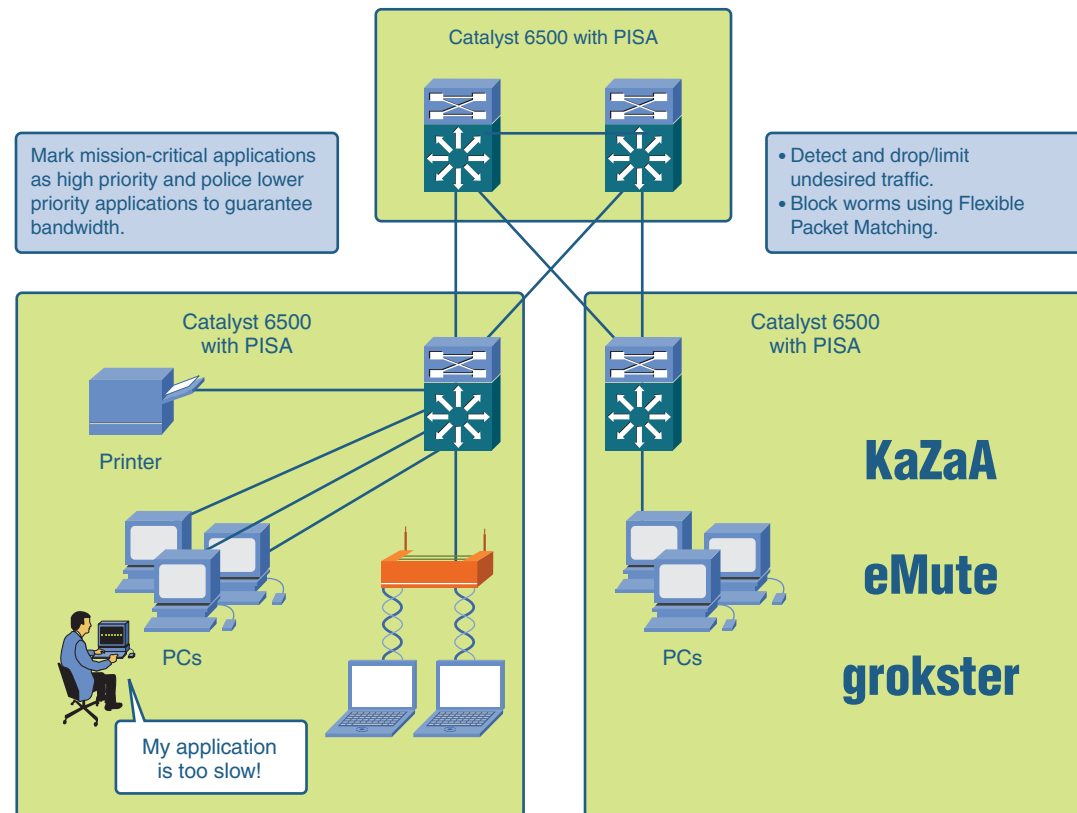 Catalyst 6500 with PISA
Mark mission-critical applications
as high priority and police lower
priority applications to guarantee
bandwidth.
• Detect and drop/limit
undesired traffic.
• Block worms using Flexible
Packet Matching.
Catalyst 6500
with PISA
Printer
PCs
My application
is too slow!
Catalyst 6500
with PISA
PCs
KaZaA
eMute
grokster